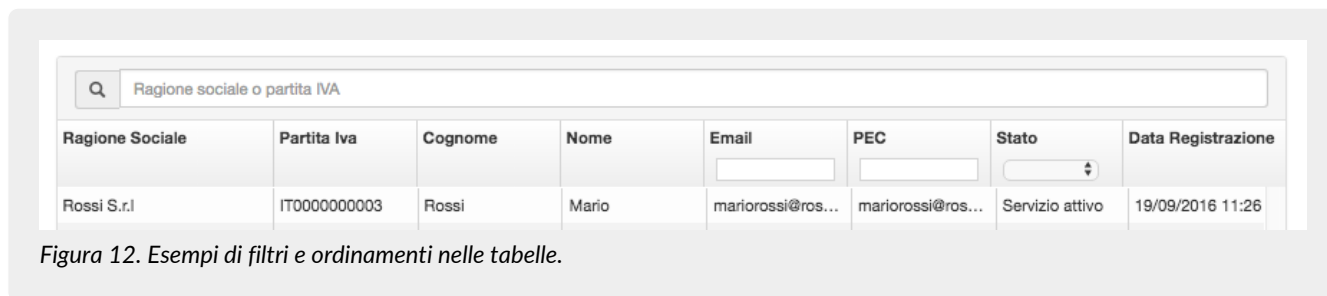 Ragione sociale o partita IVA
Ragione Sociale Partita Iva Cognome Nome Email PEC Stato Data Registrazione
Rossi S.r.l IT0000000003 Rossi Mario mariorossi@ros... mariorossi@ros... Servizio attivo 19/09/2016 11:26
Figura 12. Esempi di filtri e ordinamenti nelle tabelle.